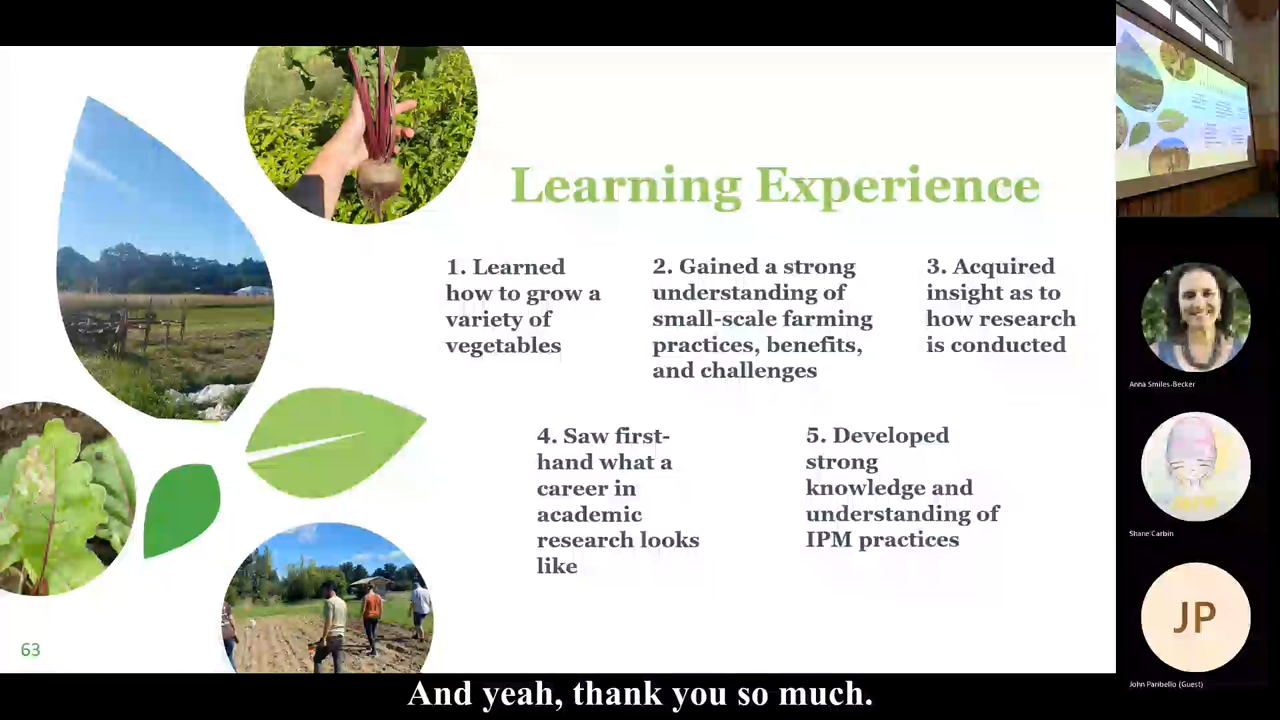 Learning Experience
1. Learned
how to grow a
variety of
vegetables
2. Gained a strong
understanding of
small-scale farming
practices, benefits,
and challenges
3. Acquired
insight as to
how research
is conducted
4. Saw first-
hand what a
career in
academic
research looks
like
5. Developed
strong
knowledge and
understanding of
IPM practices
63
And yeah, thank you so much.
Anna Smiles-Becker
Shane Carbin
JP
John Paribello (Guest)